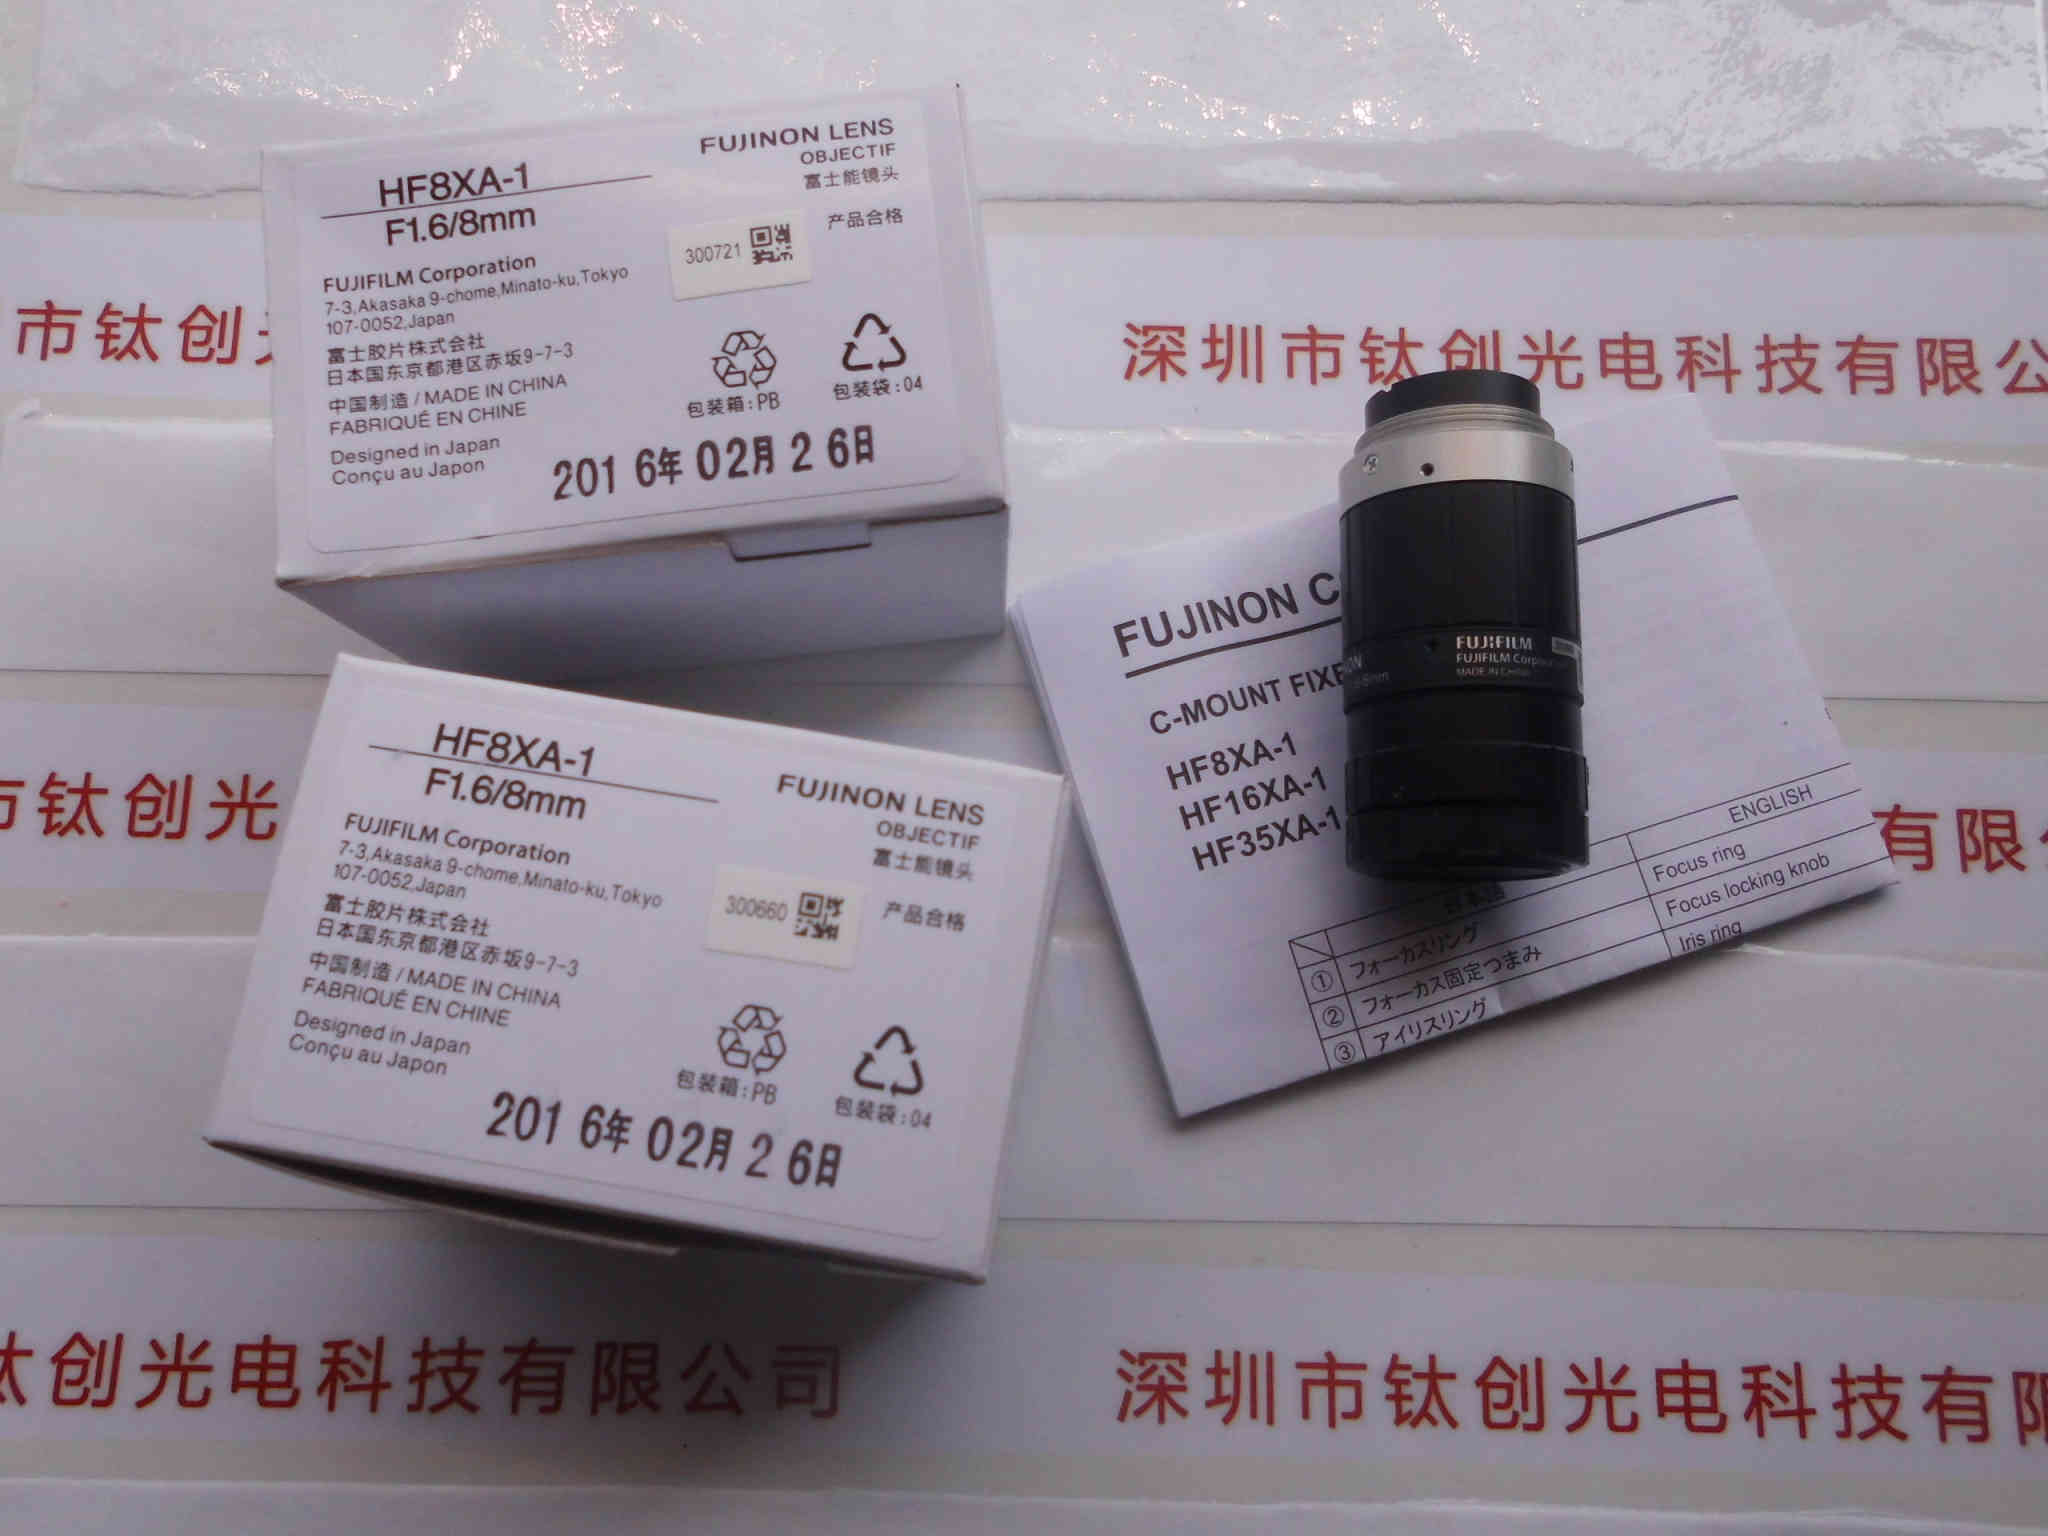 HF8XA-1
F1.6/8mm
FUJIFILM Corporation
7-3,Akasaka 9-chome,Minato-ku,Tokyo
107-0052,Japan
富士胶片株式会社
日本国东京都港区赤坂9-7-3
中国制造 / MADE IN CHINA
FABRIQUÉ EN CHINE
Designed in Japan
Conçu au Japon
FUJINON LENS
OBJECTIF
富士能镜头
产品合格
300721
包装箱:PB
包装袋:04
2016年 02月 26日
HF8XA-1
F1.6/8mm
FUJIFILM Corporation
7-3,Akasaka 9-chome,Minato-ku,Tokyo
107-0052,Japan
富士胶片株式会社
日本国东京都港区赤坂9-7-3
中国制造 / MADE IN CHINA
FABRIQUÉ EN CHINE
Designed in Japan
Conçu au Japon
FUJINON LENS
OBJECTIF
富士能镜头
产品合格
300660
包装箱:PB
包装袋:04
2016年 02月 26日
FUJIFILM
FUJIFILM
MADE IN CHINA
FUJINON C
C-MOUNT FIXE
HF8XA-1
HF16XA-1
HF35XA-1
日本語
ENGLISH
① フォーカスリング Focus ring
② フォーカス固定つまみ Focus locking knob
③ アイリスリング Iris ring
市钛创
深圳市钛创光电科技有限公
市钛创光
有限
钛创光电科技有限公司
深圳市钛创光电科技有限